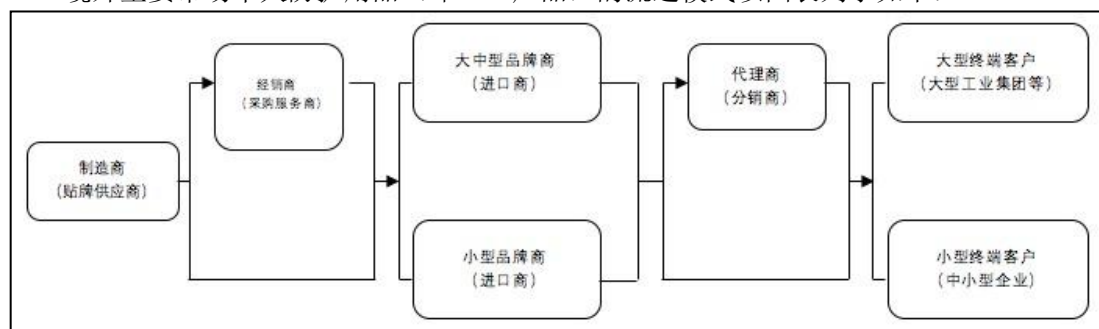 经销商
(采购服务商)
大中型品牌商
(进口商)
代理商
(分销商)
大型终端客户
(大型工业集团等)
制造商
(贴牌供应商)
小型品牌商
(进口商)
小型终端客户
(中小型企业)